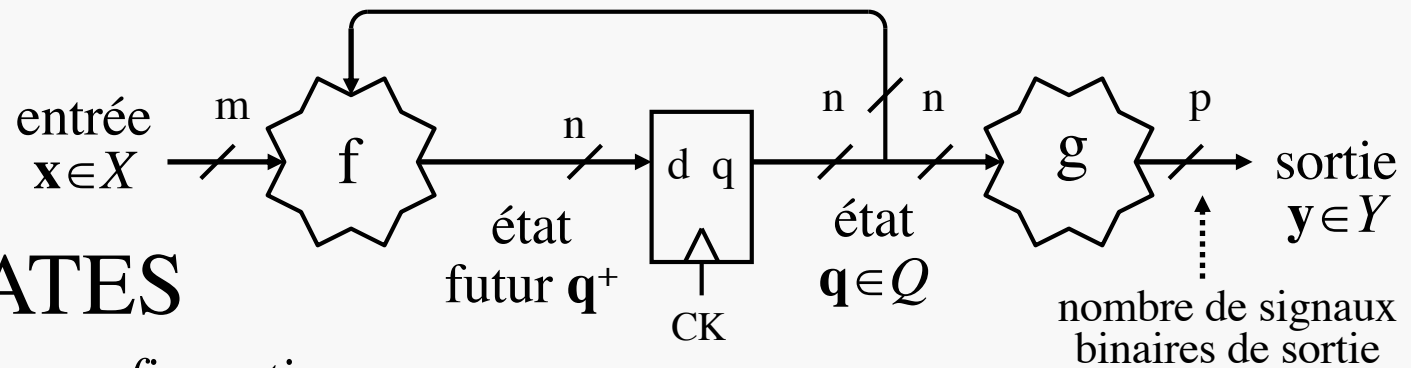 entrée
x∈X
m
f
n
état
futur q⁺
d q
CK
n
n
n
état
q∈Q
g
p
sortie
y∈Y
nombre de signaux
binaires de sortie
ATES